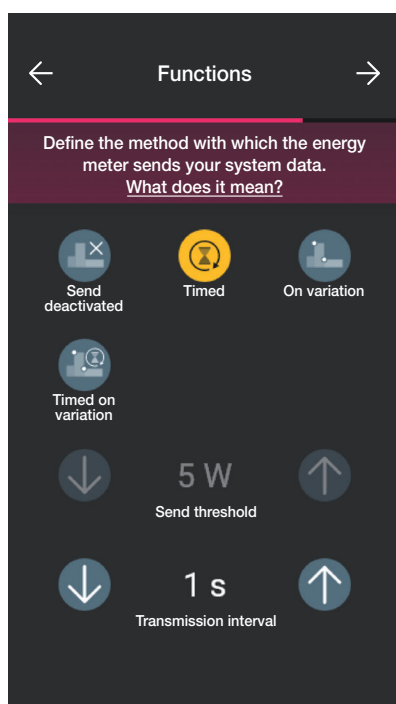 Functions
Define the method with which the energy
meter sends your system data.
What does it mean?
Send
deactivated
Timed
On variation
Timed on
variation
5 W
Send threshold
1 s
Transmission interval